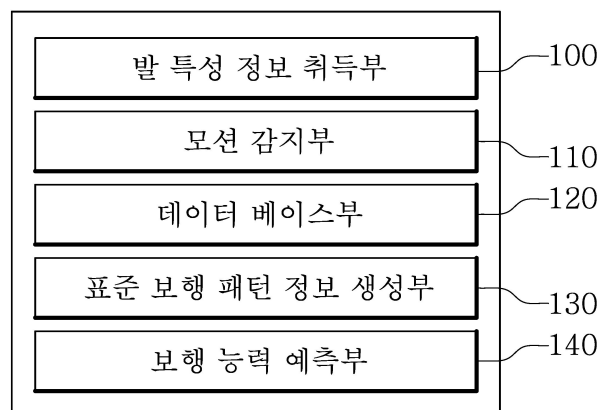 발 특성 정보 취득부 100
모션 감지부 110
데이터 베이스부 120
표준 보행 패턴 정보 생성부 130
보행 능력 예측부 140